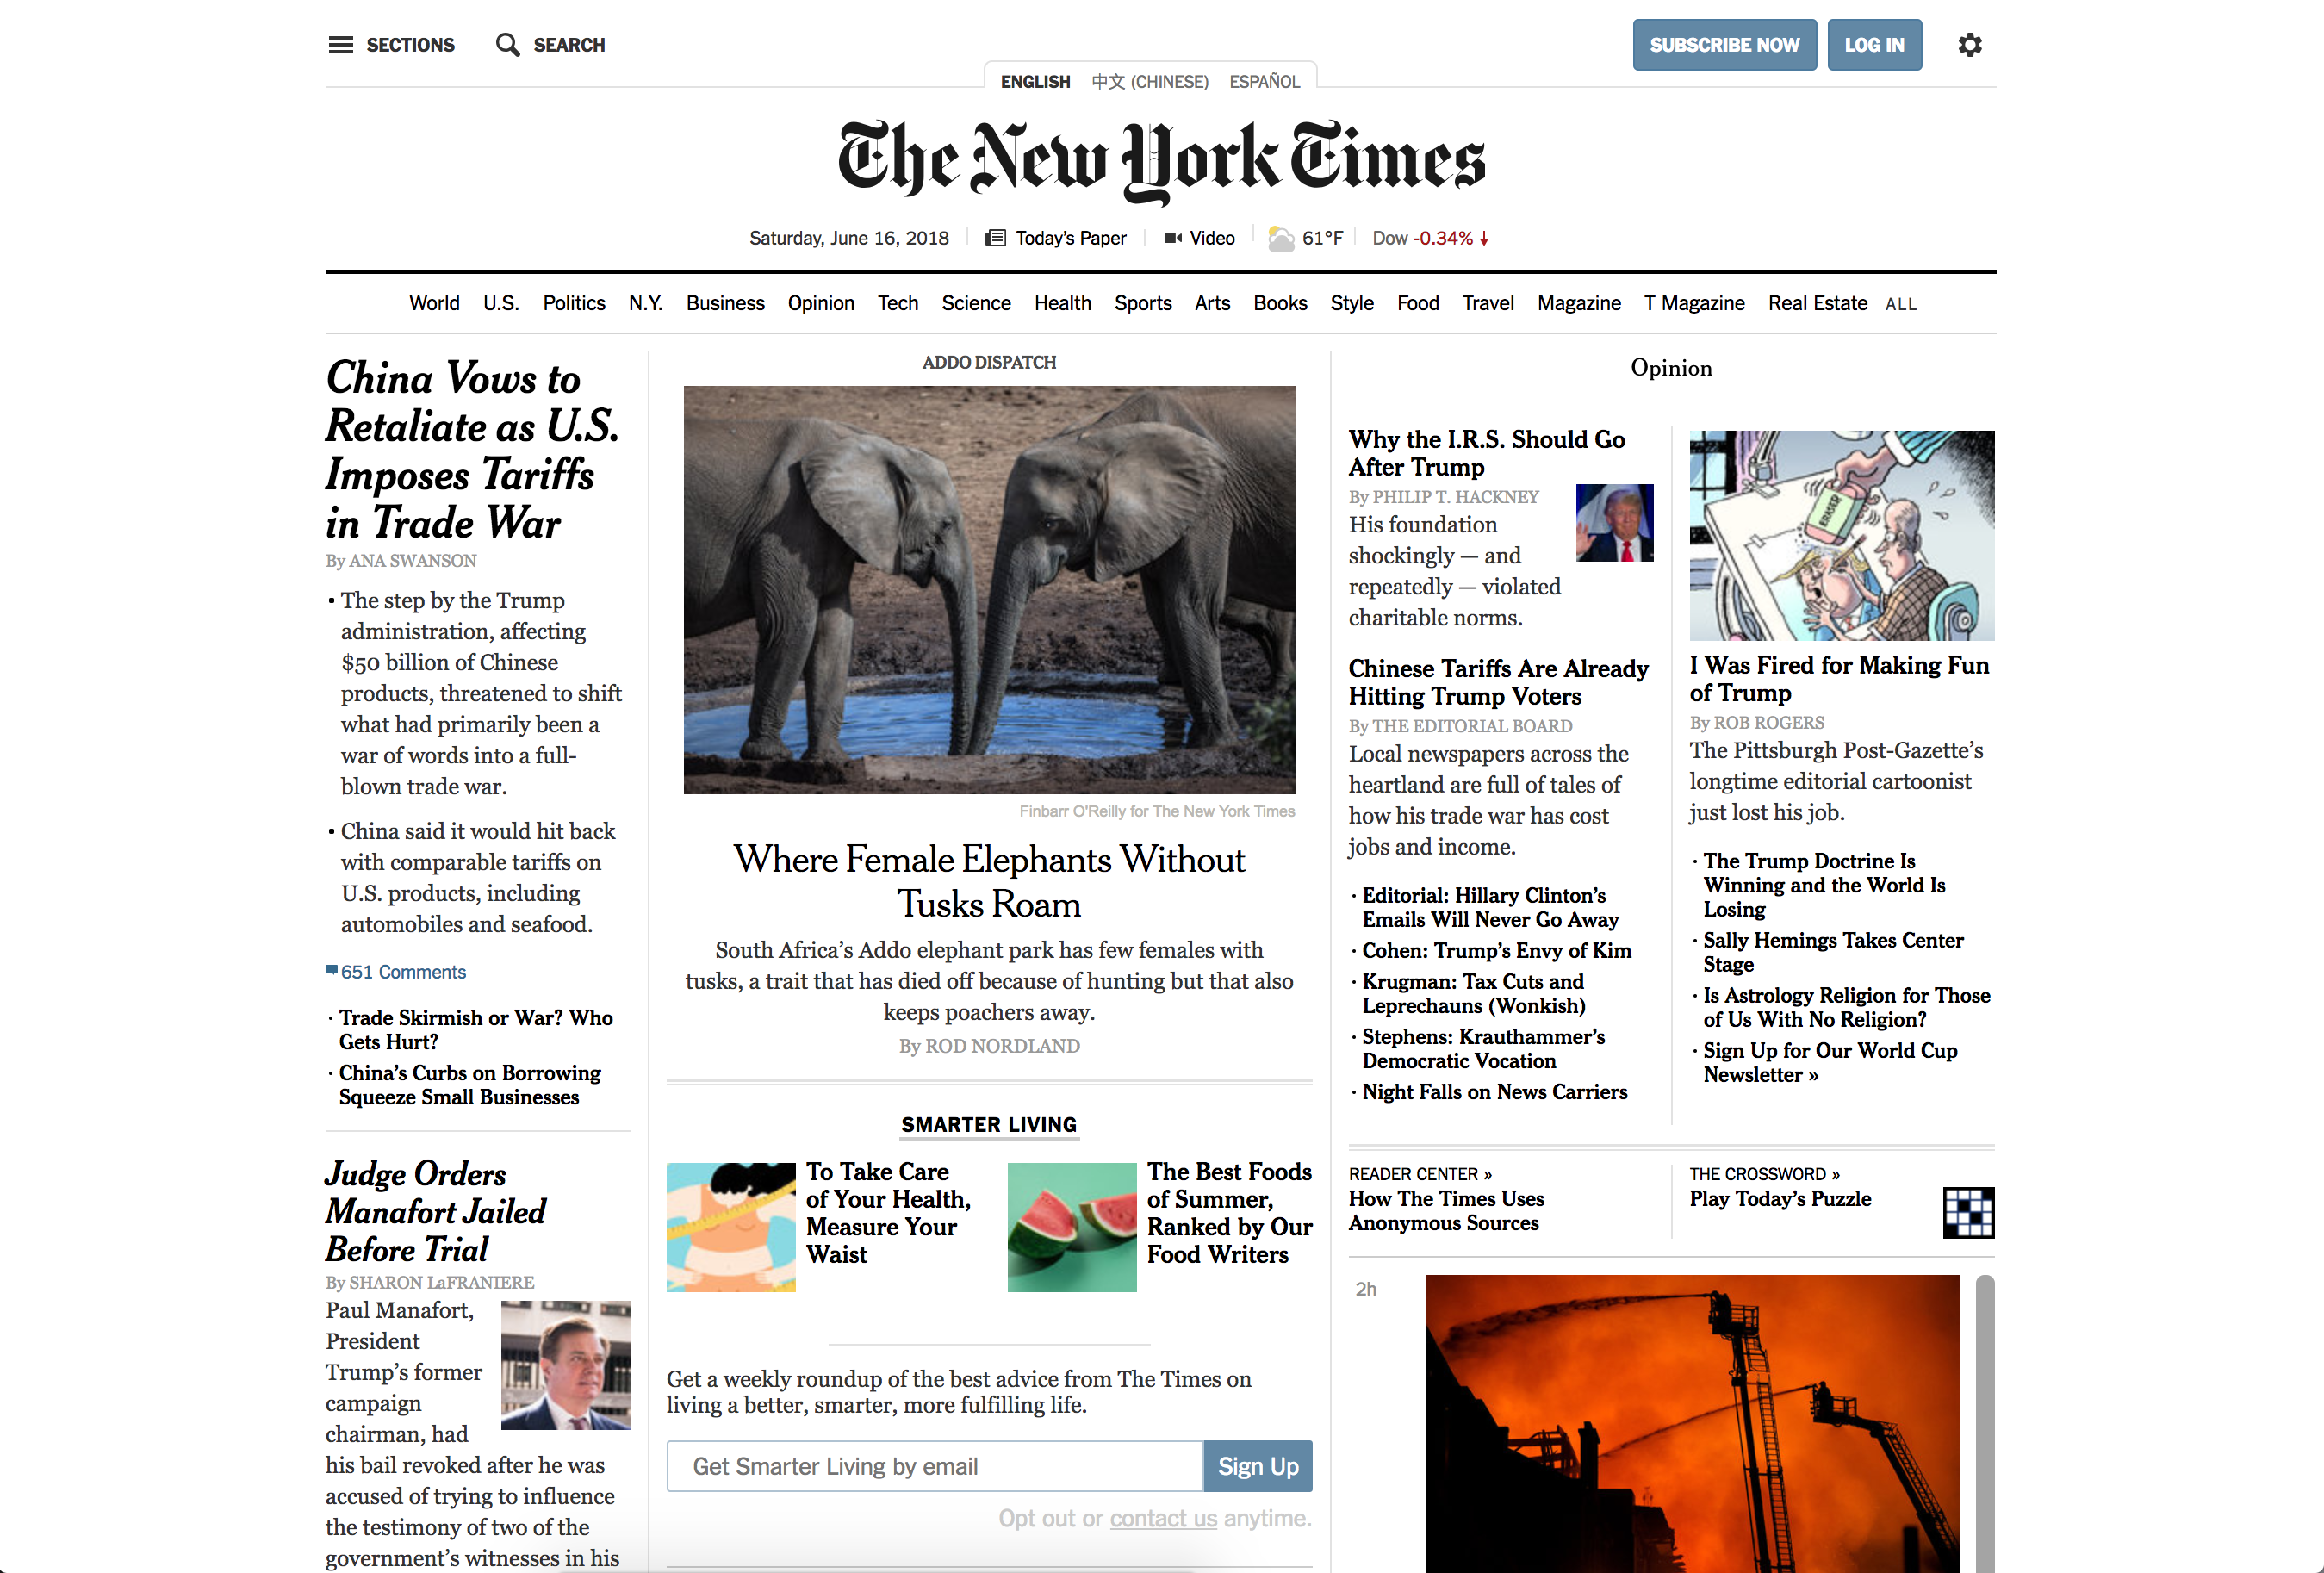 SECTIONS
SEARCH
SUBSCRIBE NOW
LOG IN
ENGLISH 中文 (CHINESE) ESPAÑOL
The New York Times
Saturday, June 16, 2018
Today's Paper
Video
61°F
Dow -0.34%
World U.S. Politics N.Y. Business Opinion Tech Science Health Sports Arts Books Style Food Travel Magazine T Magazine Real Estate ALL
China Vows to
Retaliate as U.S.
Imposes Tariffs
in Trade War
By ANA SWANSON
The step by the Trump
administration, affecting
$50 billion of Chinese
products, threatened to shift
what had primarily been a
war of words into a full-
blown trade war.
China said it would hit back
with comparable tariffs on
U.S. products, including
automobiles and seafood.
651 Comments
Trade Skirmish or War? Who
Gets Hurt?
China's Curbs on Borrowing
Squeeze Small Businesses
Judge Orders
Manafort Jailed
Before Trial
By SHARON LaFRANIERE
Paul Manafort,
President
Trump's former
campaign
chairman, had
his bail revoked after he was
accused of trying to influence
the testimony of two of the
government's witnesses in his
ADDO DISPATCH
Finbarr O'Reilly for The New York Times
Where Female Elephants Without
Tusks Roam
South Africa's Addo elephant park has few females with
tusks, a trait that has died off because of hunting but that also
keeps poachers away.
By ROD NORDLAND
SMARTER LIVING
To Take Care
of Your Health,
Measure Your
Waist
The Best Foods
of Summer,
Ranked by Our
Food Writers
Get a weekly roundup of the best advice from The Times on
living a better, smarter, more fulfilling life.
Get Smarter Living by email
Sign Up
Opt out or contact us anytime.
Opinion
Why the I.R.S. Should Go
After Trump
By PHILIP T. HACKNEY
His foundation
shockingly — and
repeatedly — violated
charitable norms.
Chinese Tariffs Are Already
Hitting Trump Voters
By THE EDITORIAL BOARD
Local newspapers across the
heartland are full of tales of
how his trade war has cost
jobs and income.
Editorial: Hillary Clinton's
Emails Will Never Go Away
Cohen: Trump's Envy of Kim
Krugman: Tax Cuts and
Leprechauns (Wonkish)
Stephens: Krauthammer's
Democratic Vocation
Night Falls on News Carriers
ERASER
I Was Fired for Making Fun
of Trump
By ROB ROGERS
The Pittsburgh Post-Gazette's
longtime editorial cartoonist
just lost his job.
The Trump Doctrine Is
Winning and the World Is
Losing
Sally Hemings Takes Center
Stage
Is Astrology Religion for Those
of Us With No Religion?
Sign Up for Our World Cup
Newsletter »
READER CENTER »
How The Times Uses
Anonymous Sources
THE CROSSWORD »
Play Today's Puzzle
2h